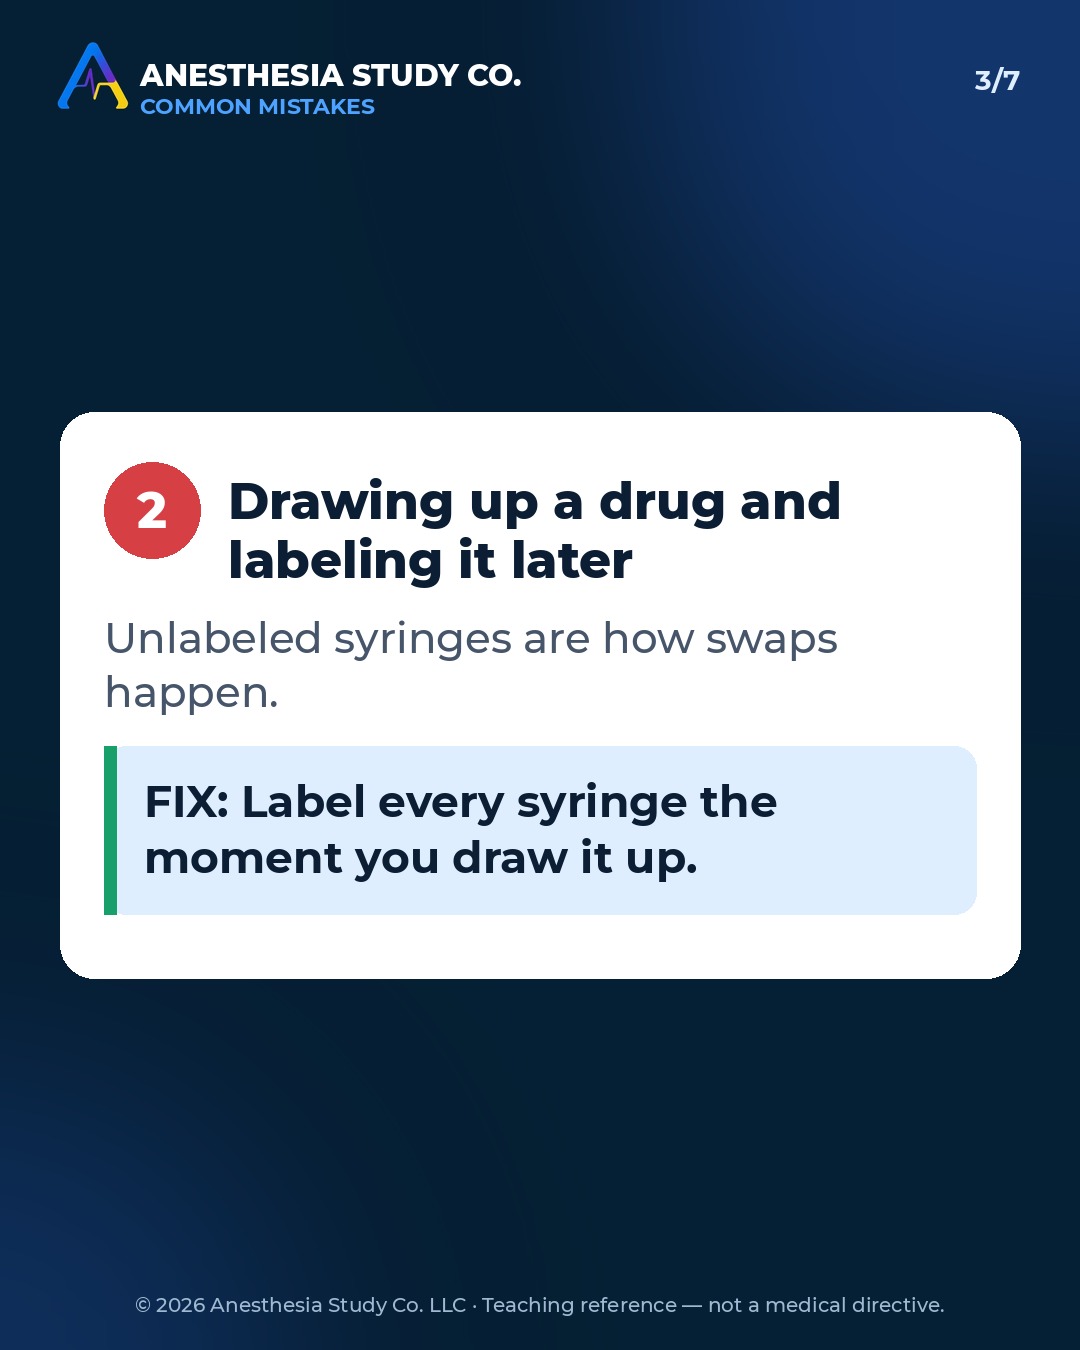 ANESTHESIA STUDY CO.
COMMON MISTAKES
3/7
2
Drawing up a drug and
labeling it later
Unlabeled syringes are how swaps
happen.
FIX: Label every syringe the
moment you draw it up.
© 2026 Anesthesia Study Co. LLC · Teaching reference — not a medical directive.